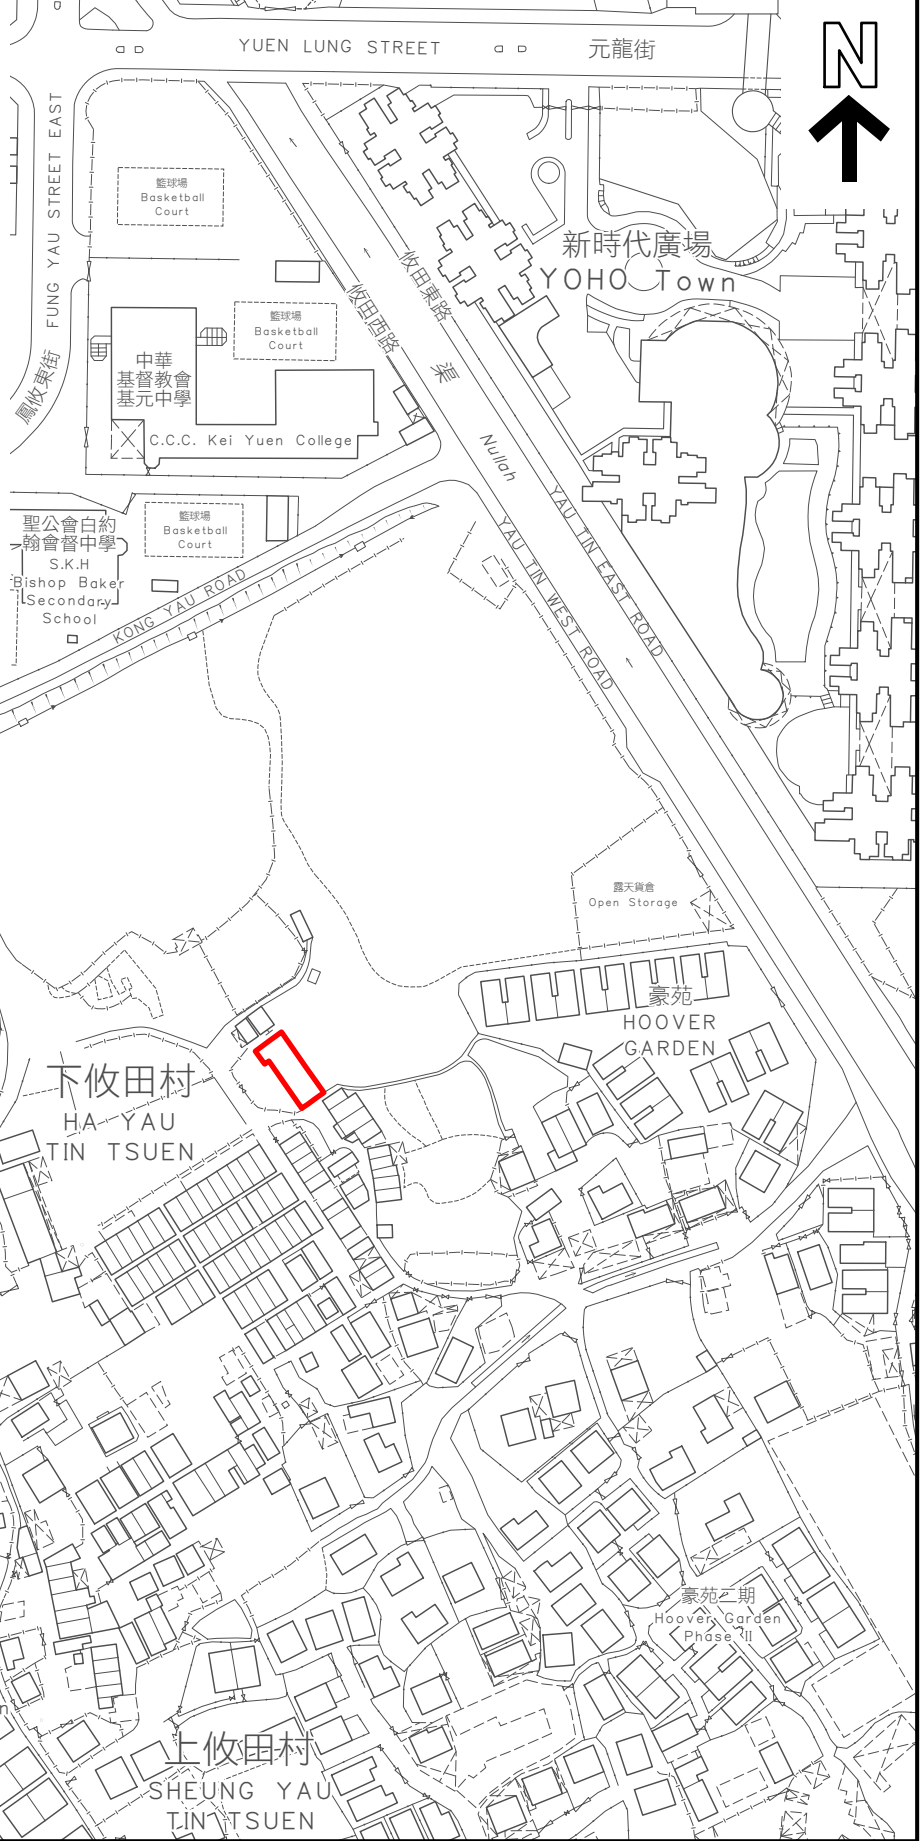 YUEN LUNG STREET
元龍街
N
FUNG YAU STREET EAST
鳳攸東街
籃球場
Basketball
Court
新時代廣場
YOHO Town
攸田東路
攸田西路
籃球場
Basketball
Court
渠
Nullah
中華
基督教會
基元中學
C.C.C. Kei Yuen College
籃球場
Basketball
Court
聖公會白約
翰會督中學
S.K.H
Bishop Baker
Secondary
School
KONG YAU ROAD
YAU TIN EAST ROAD
YAU TIN WEST ROAD
露天貨倉
Open Storage
豪苑
HOOVER
GARDEN
下攸田村
HA YAU
TIN TSUEN
豪苑二期
Hoover Garden
Phase II
上攸田村
SHEUNG YAU
TIN TSUEN